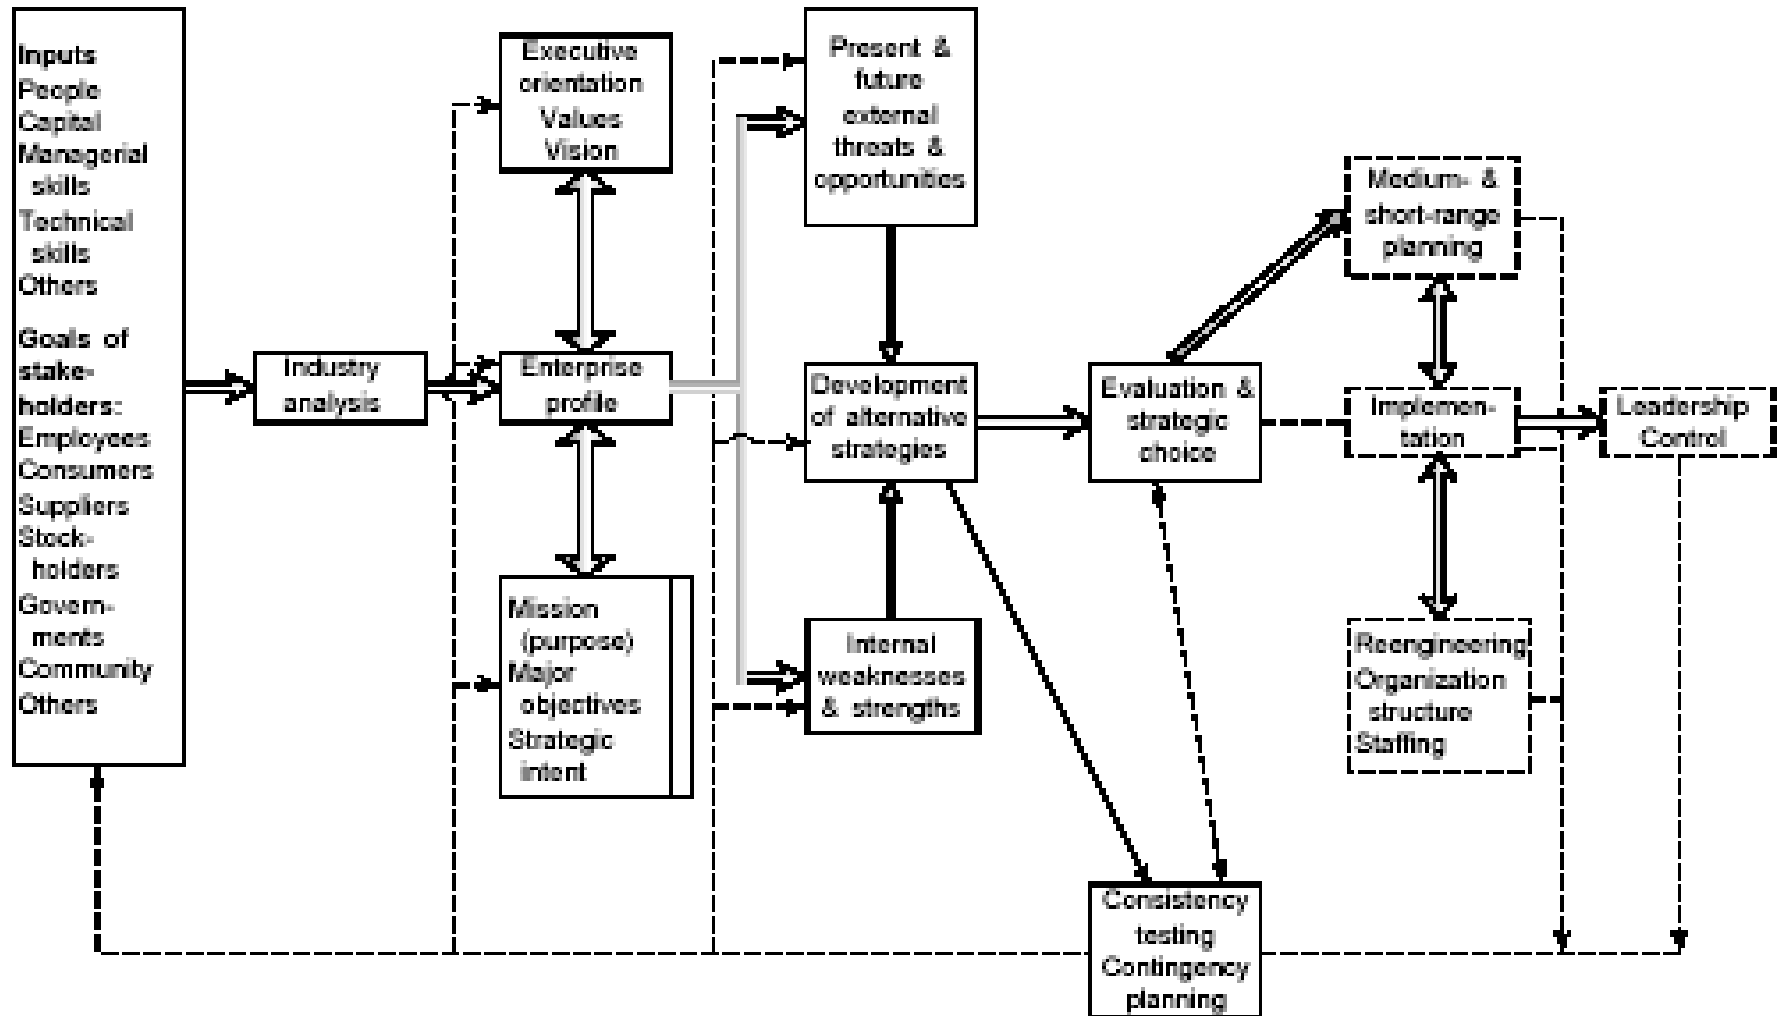 Inputs
People
Capital
Managerial
skills
Technical
skills
Others
Goals of
stake-
holders:
Employees
Consumers
Suppliers
Stock-
holders
Govern-
ments
Community
Others
Industry
analysis
Executive
orientation
Values
Vision
Enterprise
profile
Mission
(purpose)
Major
objectives
Strategic
intent
Present &
future
external
threats &
opportunities
Development
of alternative
strategies
Internal
weaknesses
& strengths
Evaluation &
strategic
choice
Consistency
testing
Contingency
planning
Medium- &
short-range
planning
Implemen-
tation
Reengineering
Organization
structure
Staffing
Leadership
Control